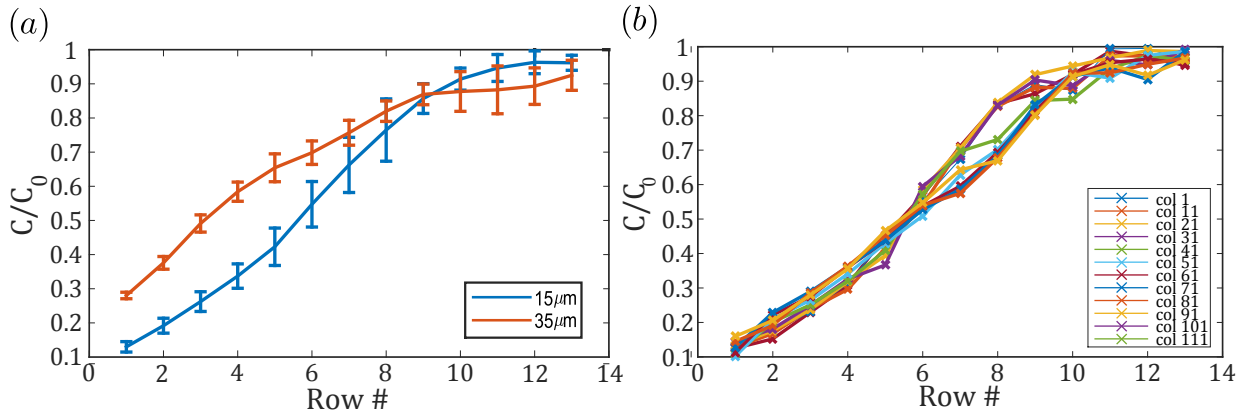 (a)
C/C0
1
0.9
0.8
0.7
0.6
0.5
0.4
0.3
0.2
0.1
0 2 4 6 8 10 12 14
Row #
15μm
35μm
(b)
C/C0
1
0.9
0.8
0.7
0.6
0.5
0.4
0.3
0.2
0.1
0 2 4 6 8 10 12 14
Row #
col 1
col 11
col 21
col 31
col 41
col 51
col 61
col 71
col 81
col 91
col 101
col 111